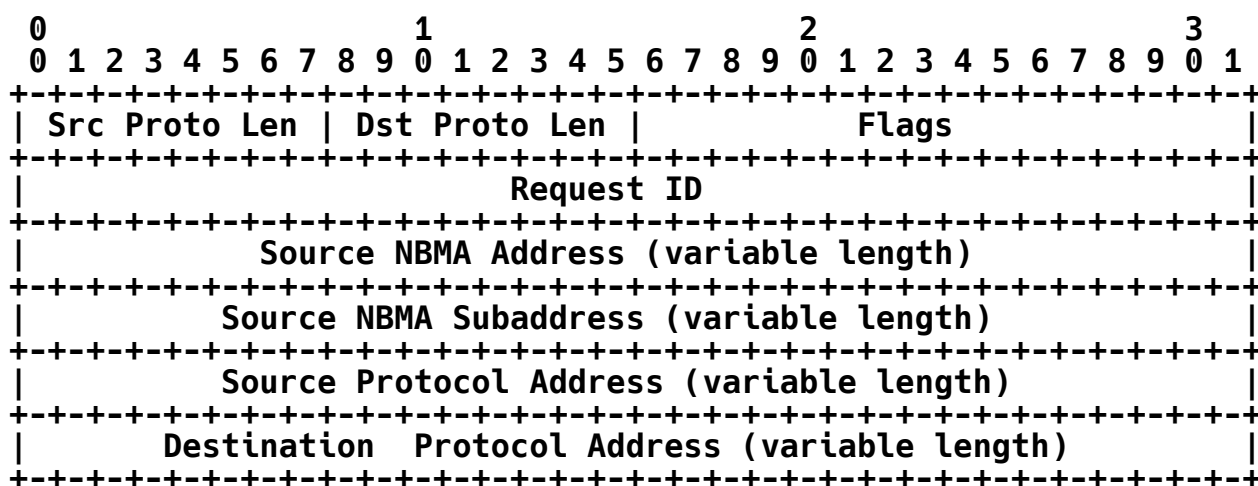 0                   1                   2                   3
 0 1 2 3 4 5 6 7 8 9 0 1 2 3 4 5 6 7 8 9 0 1 2 3 4 5 6 7 8 9 0 1
+-+-+-+-+-+-+-+-+-+-+-+-+-+-+-+-+-+-+-+-+-+-+-+-+-+-+-+-+-+-+-+-+
| Src Proto Len | Dst Proto Len |           Flags               |
+-+-+-+-+-+-+-+-+-+-+-+-+-+-+-+-+-+-+-+-+-+-+-+-+-+-+-+-+-+-+-+-+
|                         Request ID                            |
+-+-+-+-+-+-+-+-+-+-+-+-+-+-+-+-+-+-+-+-+-+-+-+-+-+-+-+-+-+-+-+-+
|            Source NBMA Address (variable length)              |
+-+-+-+-+-+-+-+-+-+-+-+-+-+-+-+-+-+-+-+-+-+-+-+-+-+-+-+-+-+-+-+-+
|          Source NBMA Subaddress (variable length)             |
+-+-+-+-+-+-+-+-+-+-+-+-+-+-+-+-+-+-+-+-+-+-+-+-+-+-+-+-+-+-+-+-+
|          Source Protocol Address (variable length)            |
+-+-+-+-+-+-+-+-+-+-+-+-+-+-+-+-+-+-+-+-+-+-+-+-+-+-+-+-+-+-+-+-+
|       Destination  Protocol Address (variable length)         |
+-+-+-+-+-+-+-+-+-+-+-+-+-+-+-+-+-+-+-+-+-+-+-+-+-+-+-+-+-+-+-+-+